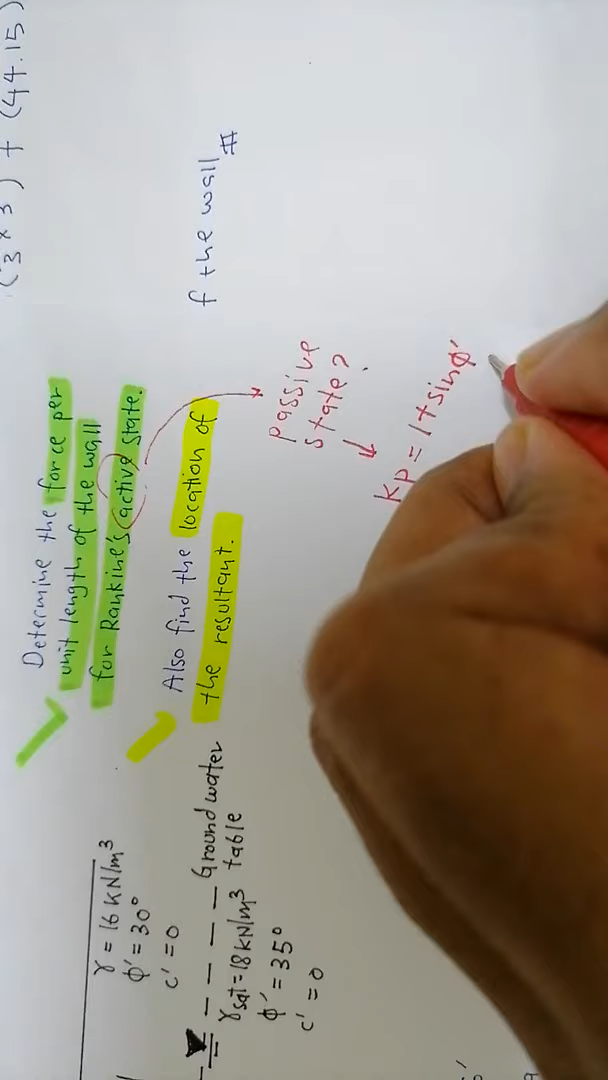 (3 x 3) + (44.15)
Determine the force per
unit length of the wall
for Rankine's active state.
Also find the location of
the resultant.
f the wall #
passive
state?
↓
Kp = 1 + sinφ'
γ = 16 kN/m³
φ' = 30°
c' = 0
Ground water
table
γsat = 18 kN/m³
φ' = 35°
c' = 0